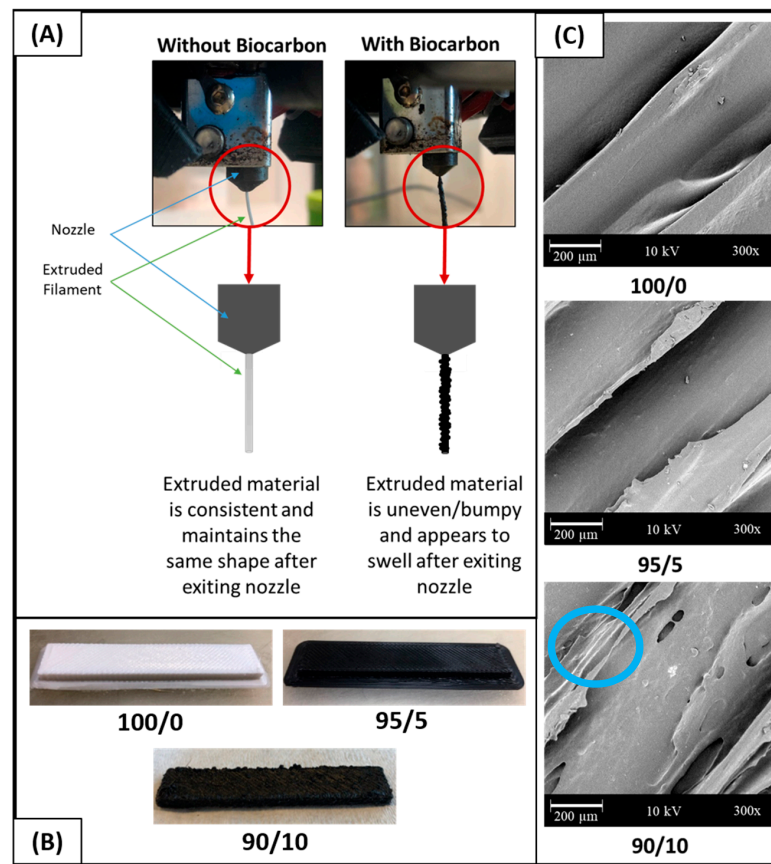 (A)
Without Biocarbon
With Biocarbon
Nozzle
Extruded
Filament
Extruded material
is consistent and
maintains the
same shape after
exiting nozzle
Extruded material
is uneven/bumpy
and appears to
swell after exiting
nozzle
(B)
100/0
95/5
90/10
(C)
200 μm 10 kV 300x
100/0
200 μm 10 kV 300x
95/5
200 μm 10 kV 300x
90/10